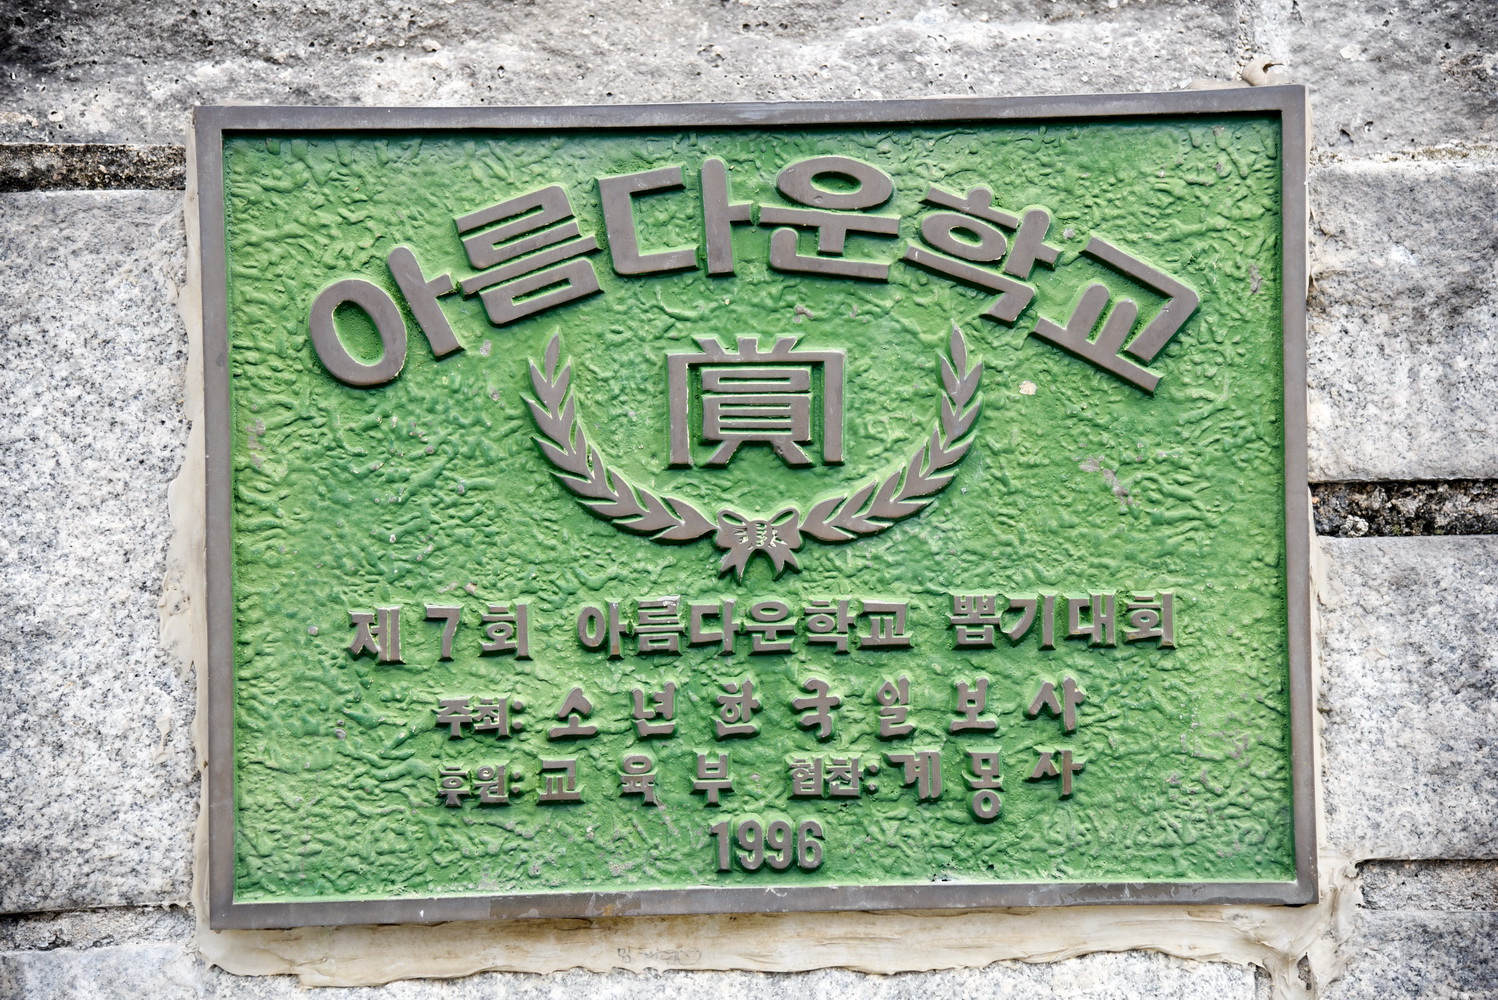 아름다운학교
賞
제7회 아름다운학교 뽑기대회
주최: 소년한국일보사
후원: 교육부 협찬: 계몽사
1996